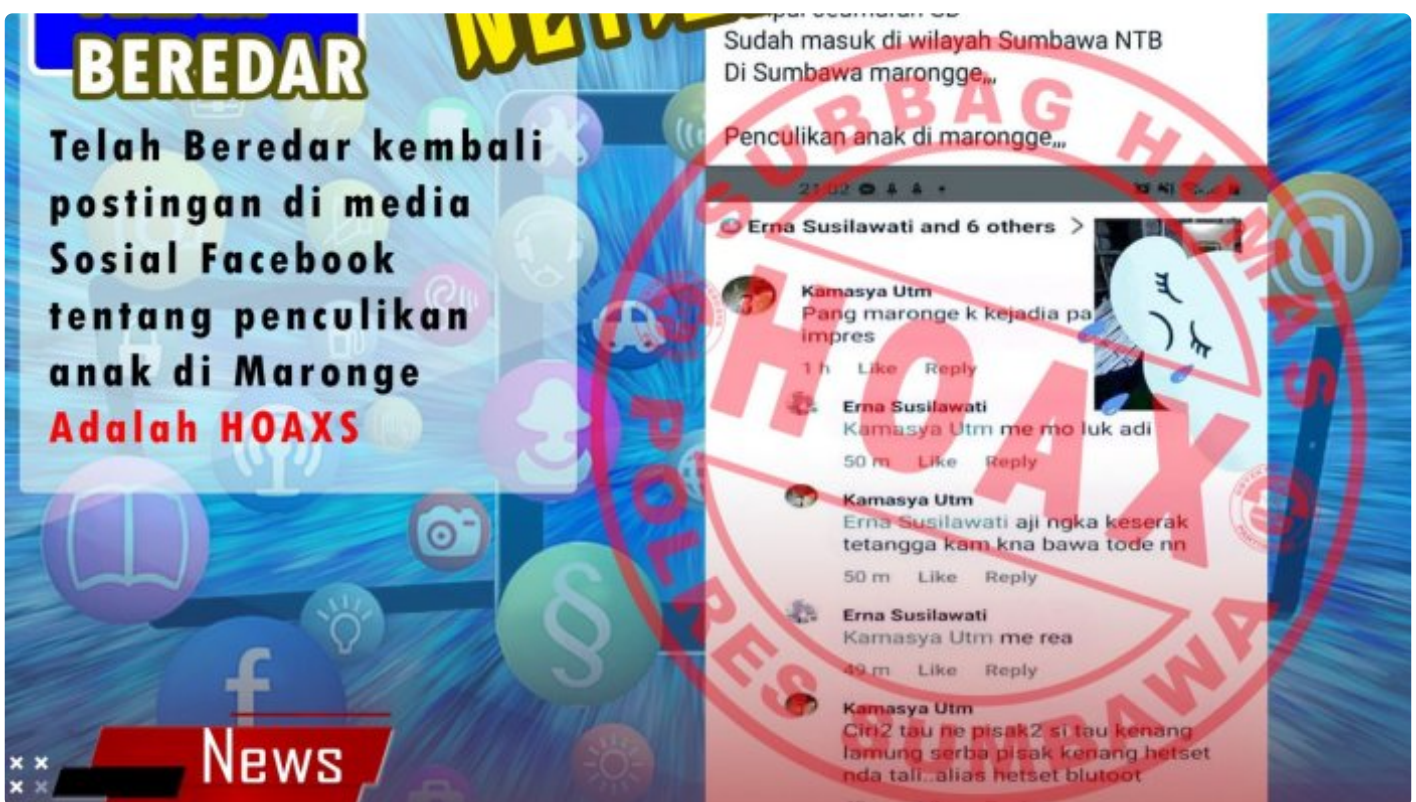 BEREDAR
Telah Beredar kembali
postingan di media
Sosial Facebook
tentang penculikan
anak di Maronge
Adalah HOAXS
News
Sudah masuk di wilayah Sumbawa NTB
Di Sumbawa marongge,,,
Penculikan anak di marongge,,,
21:02
Erna Susilawati and 6 others >
Kamasya Utm
Pang maronge k kejadia pa
impres
1 h Like Reply
Erna Susilawati
Kamasya Utm me mo luk adi
50 m Like Reply
Kamasya Utm
Erna Susilawati aji ngka keserak
tetangga kam kna bawa tode nn
50 m Like Reply
Erna Susilawati
Kamasya Utm me rea
49 m Like Reply
Kamasya Utm
Ciri2 tau ne pisak2 si tau kenang
lamung serba pisak kenang hetset
nda tali..alias hetset blutoot
SUBBAG HUMAS
HOAX
POLRES SUMBAWA